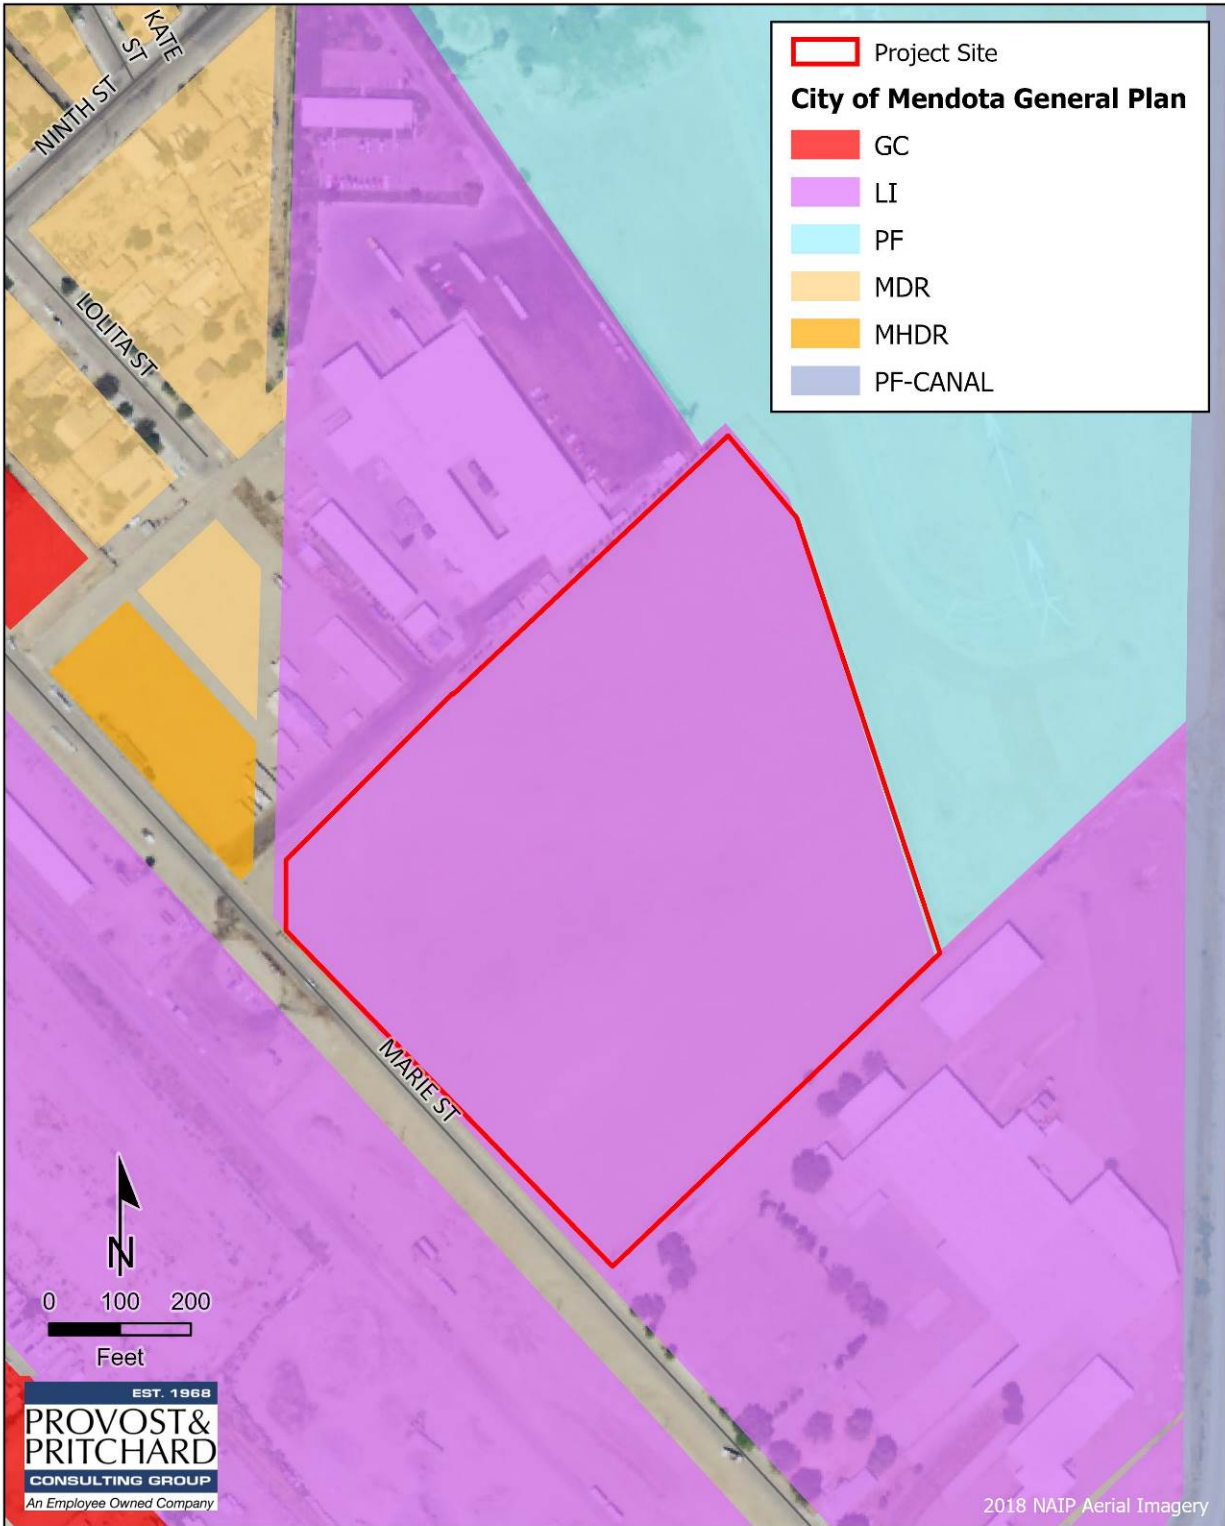 KATE
ST
NINTH ST
LOLITA ST
Project Site
City of Mendota General Plan
GC
LI
PF
MDR
MHDR
PF-CANAL
MARIE ST
N
0 100 200
Feet
EST. 1968
PROVOST&
PRITCHARD
CONSULTING GROUP
An Employee Owned Company
2018 NAIP Aerial Imagery